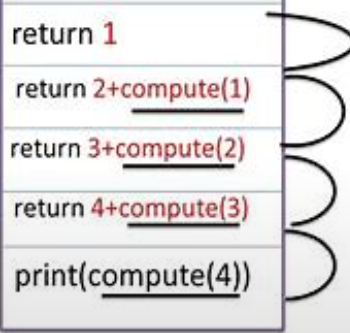 return 1
return 2+compute(1)
return 3+compute(2)
return 4+compute(3)
print(compute(4))